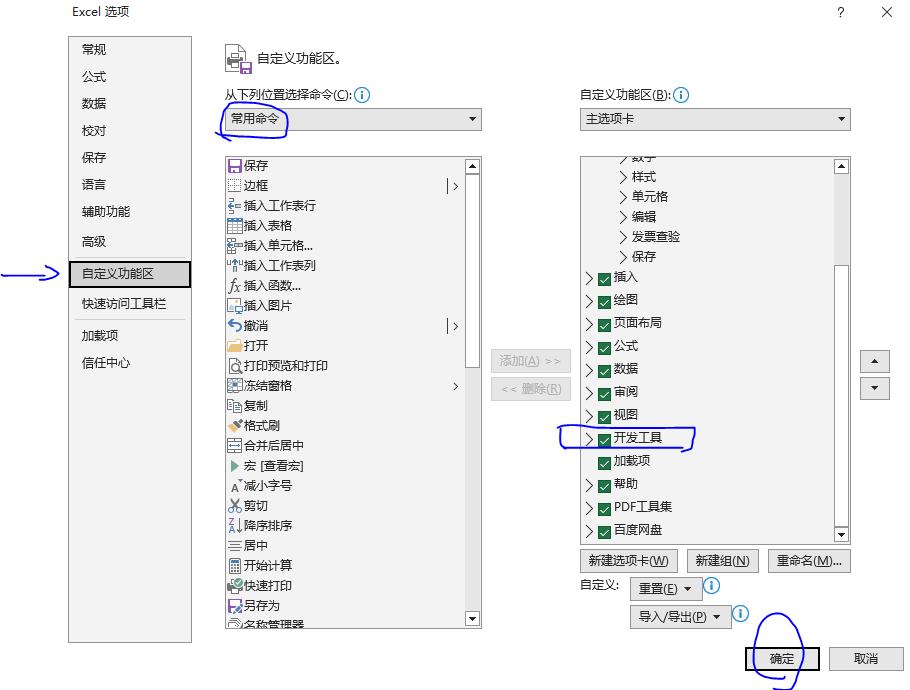 Excel 选项
?
常规
公式
数据
校对
保存
语言
辅助功能
高级
自定义功能区
快速访问工具栏
加载项
信任中心
自定义功能区。
从下列位置选择命令(C):
常用命令
保存
边框
插入工作表行
插入表格
插入单元格...
插入工作表列
fx 插入函数...
插入图片
撤消
打开
打印预览和打印
冻结窗格
复制
格式刷
合并后居中
宏 [查看宏]
减小字号
剪切
降序排序
居中
开始计算
快速打印
另存为
名称管理器
添加(A) >>
<< 删除(R)
自定义功能区(B):
主选项卡
数字
样式
单元格
编辑
发票查验
保存
插入
绘图
页面布局
公式
数据
审阅
视图
开发工具
加载项
帮助
PDF工具集
百度网盘
新建选项卡(W)
新建组(N)
重命名(M)...
自定义:
重置(E)
导入/导出(P)
确定
取消